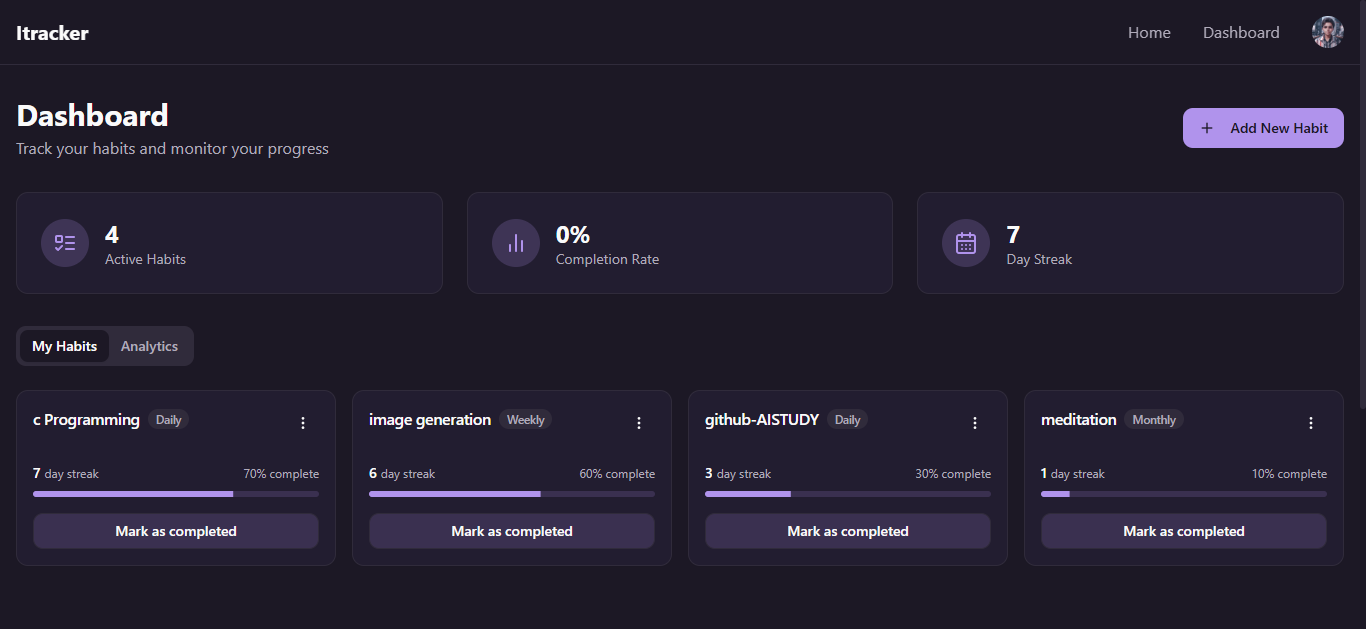 Itracker
Home
Dashboard
Dashboard
Track your habits and monitor your progress
+ Add New Habit
4
Active Habits
0%
Completion Rate
7
Day Streak
My Habits
Analytics
c Programming Daily
7 day streak
70% complete
Mark as completed
image generation Weekly
6 day streak
60% complete
Mark as completed
github-AISTUDY Daily
3 day streak
30% complete
Mark as completed
meditation Monthly
1 day streak
10% complete
Mark as completed